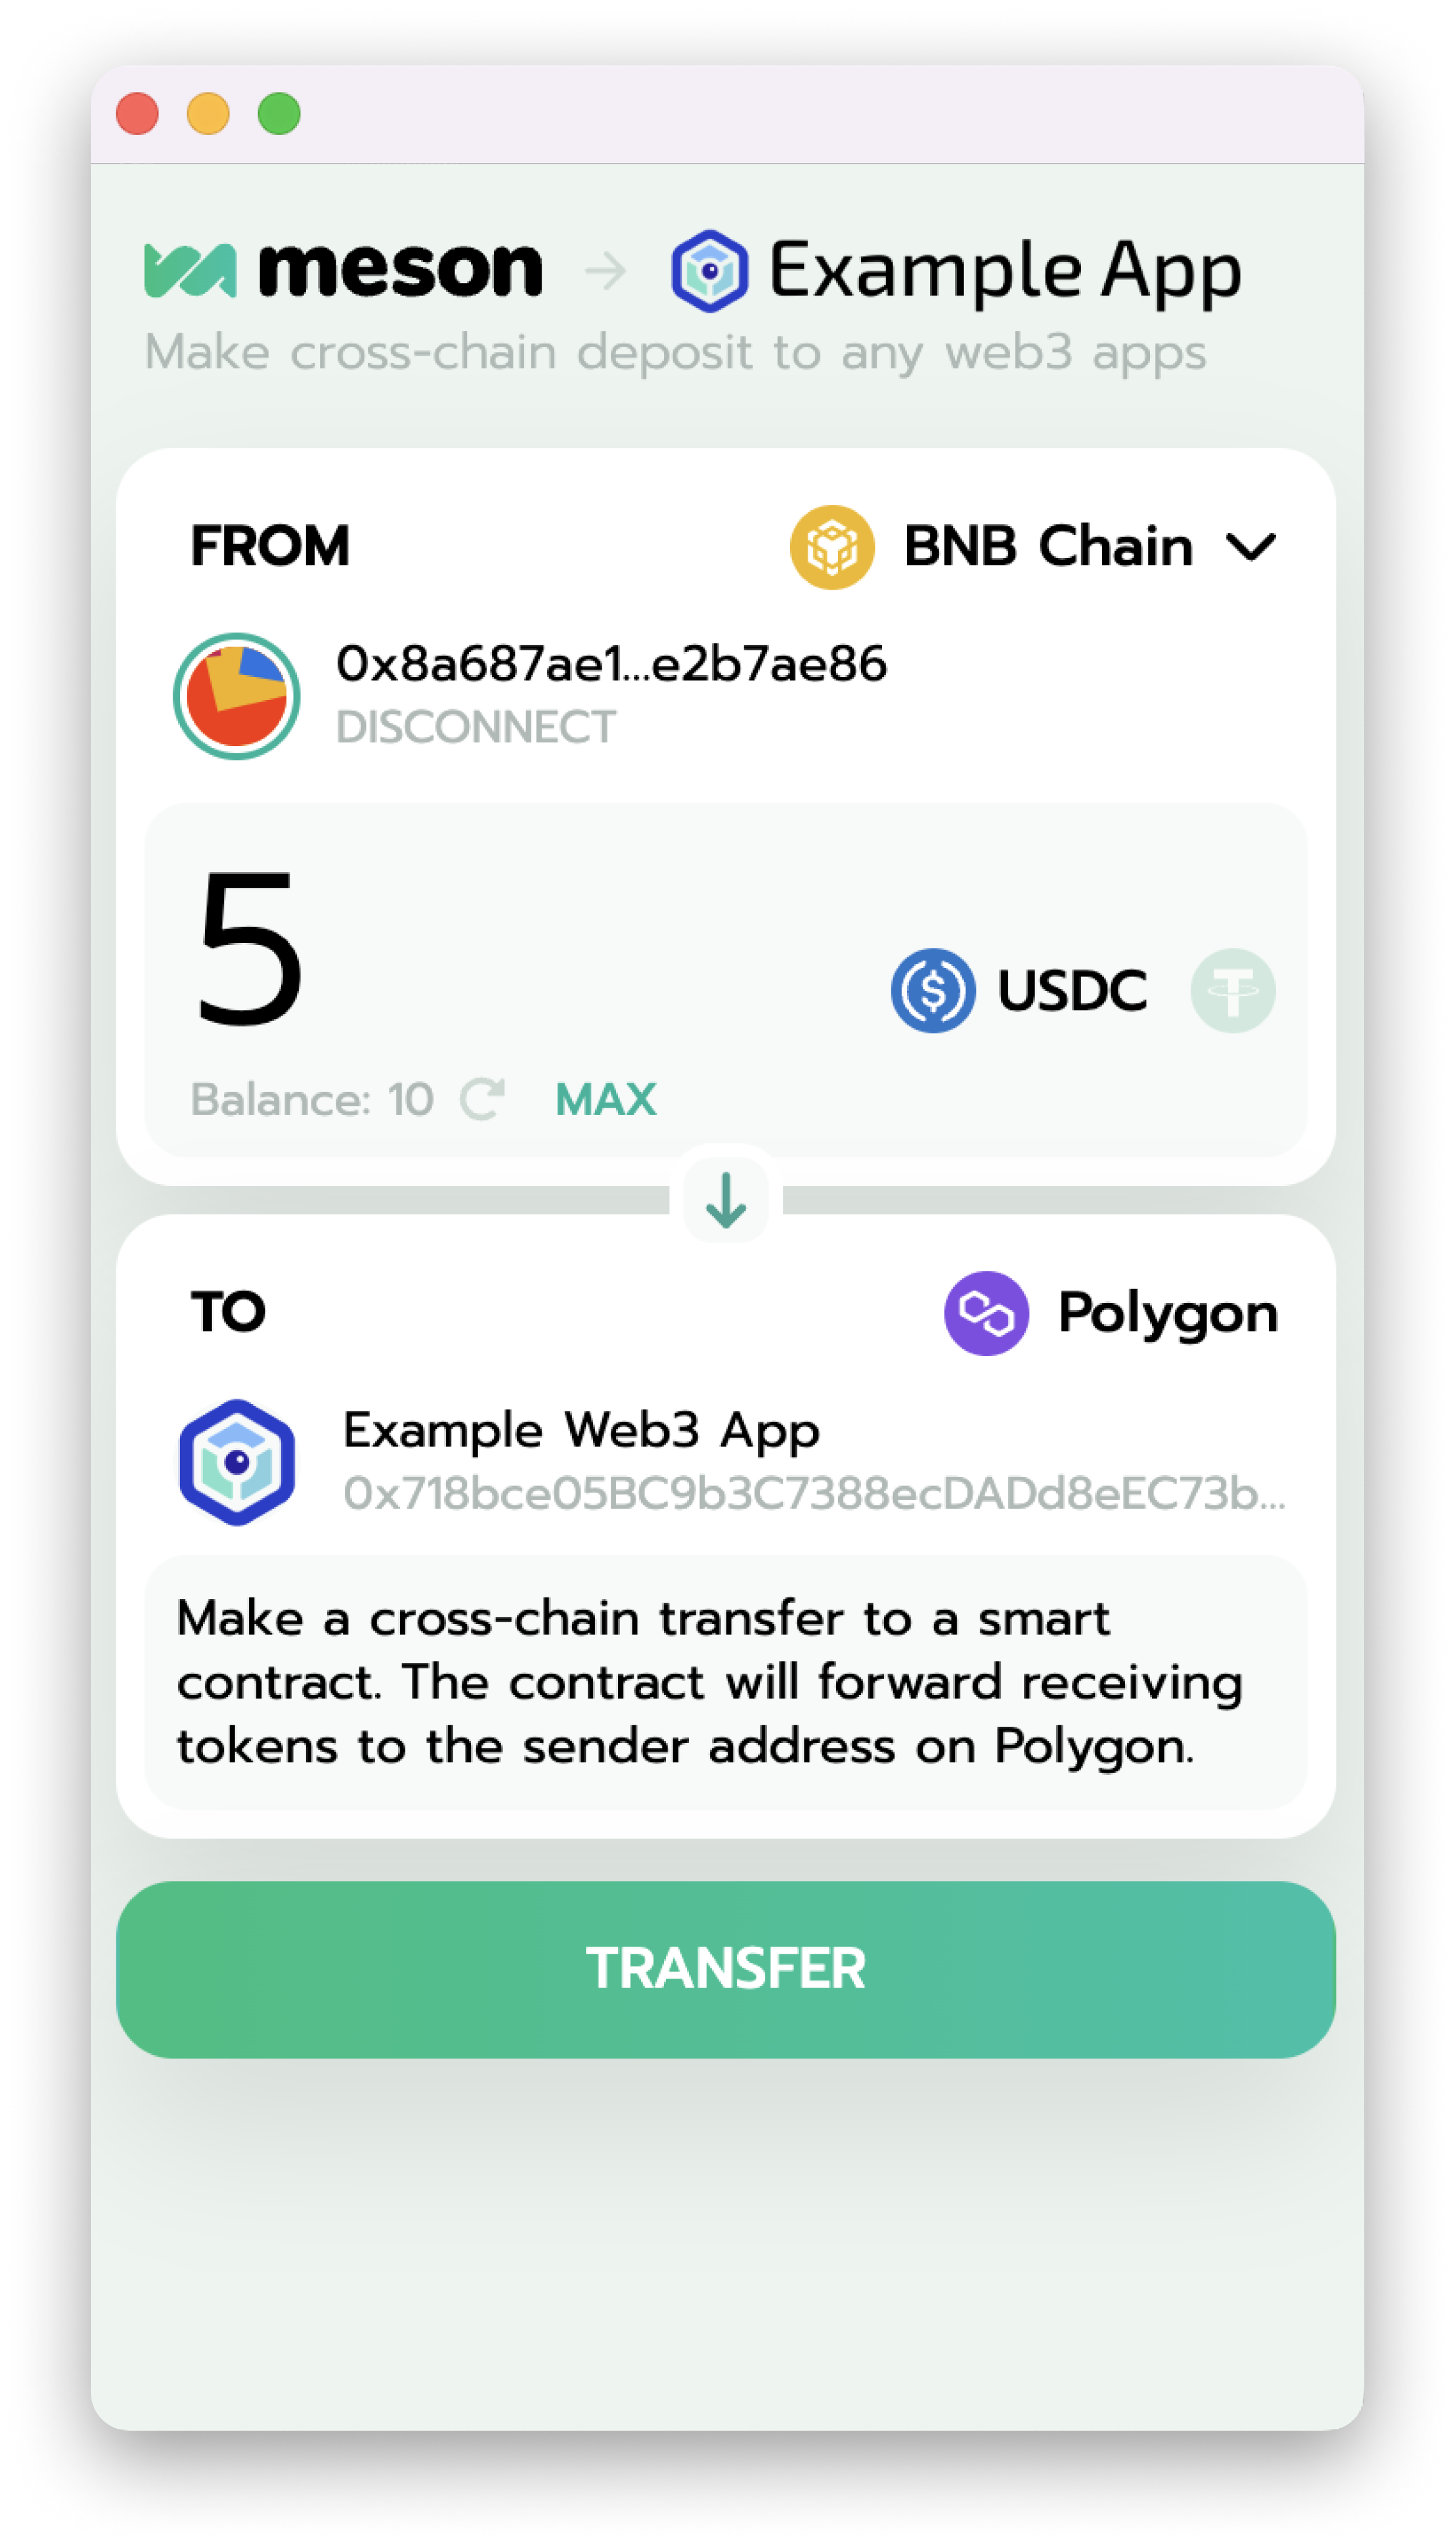 meson → Example App
Make cross-chain deposit to any web3 apps
FROM
BNB Chain
0x8a687ae1...e2b7ae86
DISCONNECT
5
USDC
Balance: 10
MAX
TO
Polygon
Example Web3 App
0x718bce05BC9b3C7388ecDADd8eEC73b...
Make a cross-chain transfer to a smart
contract. The contract will forward receiving
tokens to the sender address on Polygon.
TRANSFER